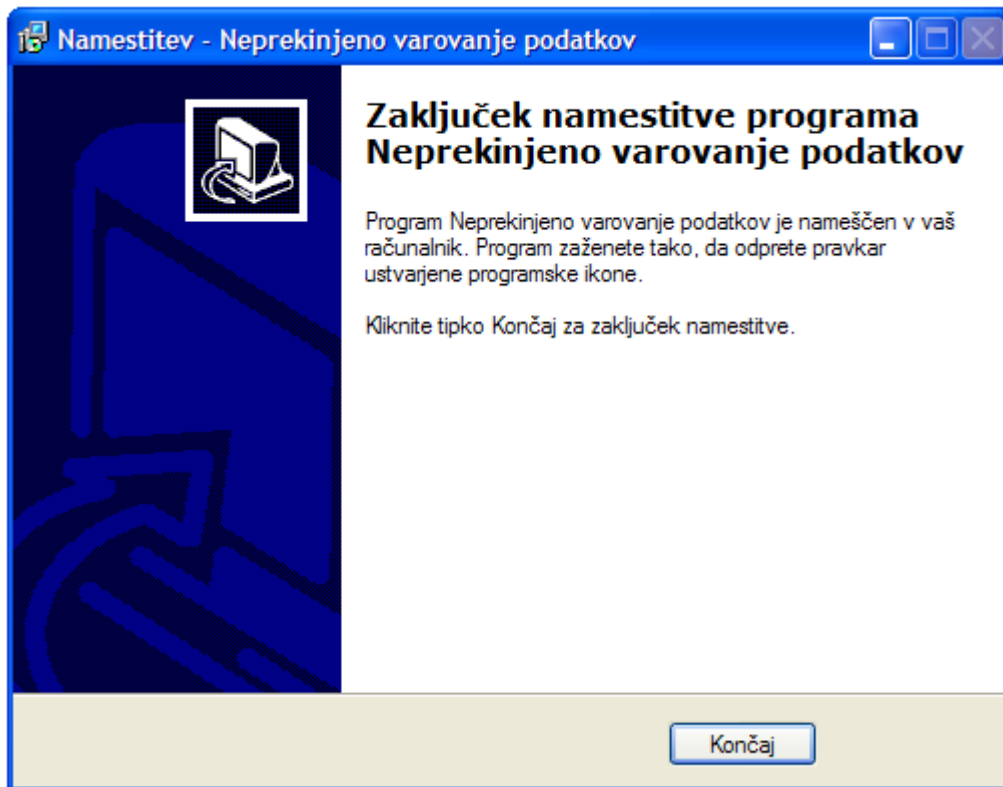 Namestitev - Neprekinjeno varovanje podatkov
Zaključek namestitve programa
Neprekinjeno varovanje podatkov
Program Neprekinjeno varovanje podatkov je nameščen v vaš
računalnik. Program zaženete tako, da odprete pravkar
ustvarjene programske ikone.
Kliknite tipko Končaj za zaključek namestitve.
Končaj